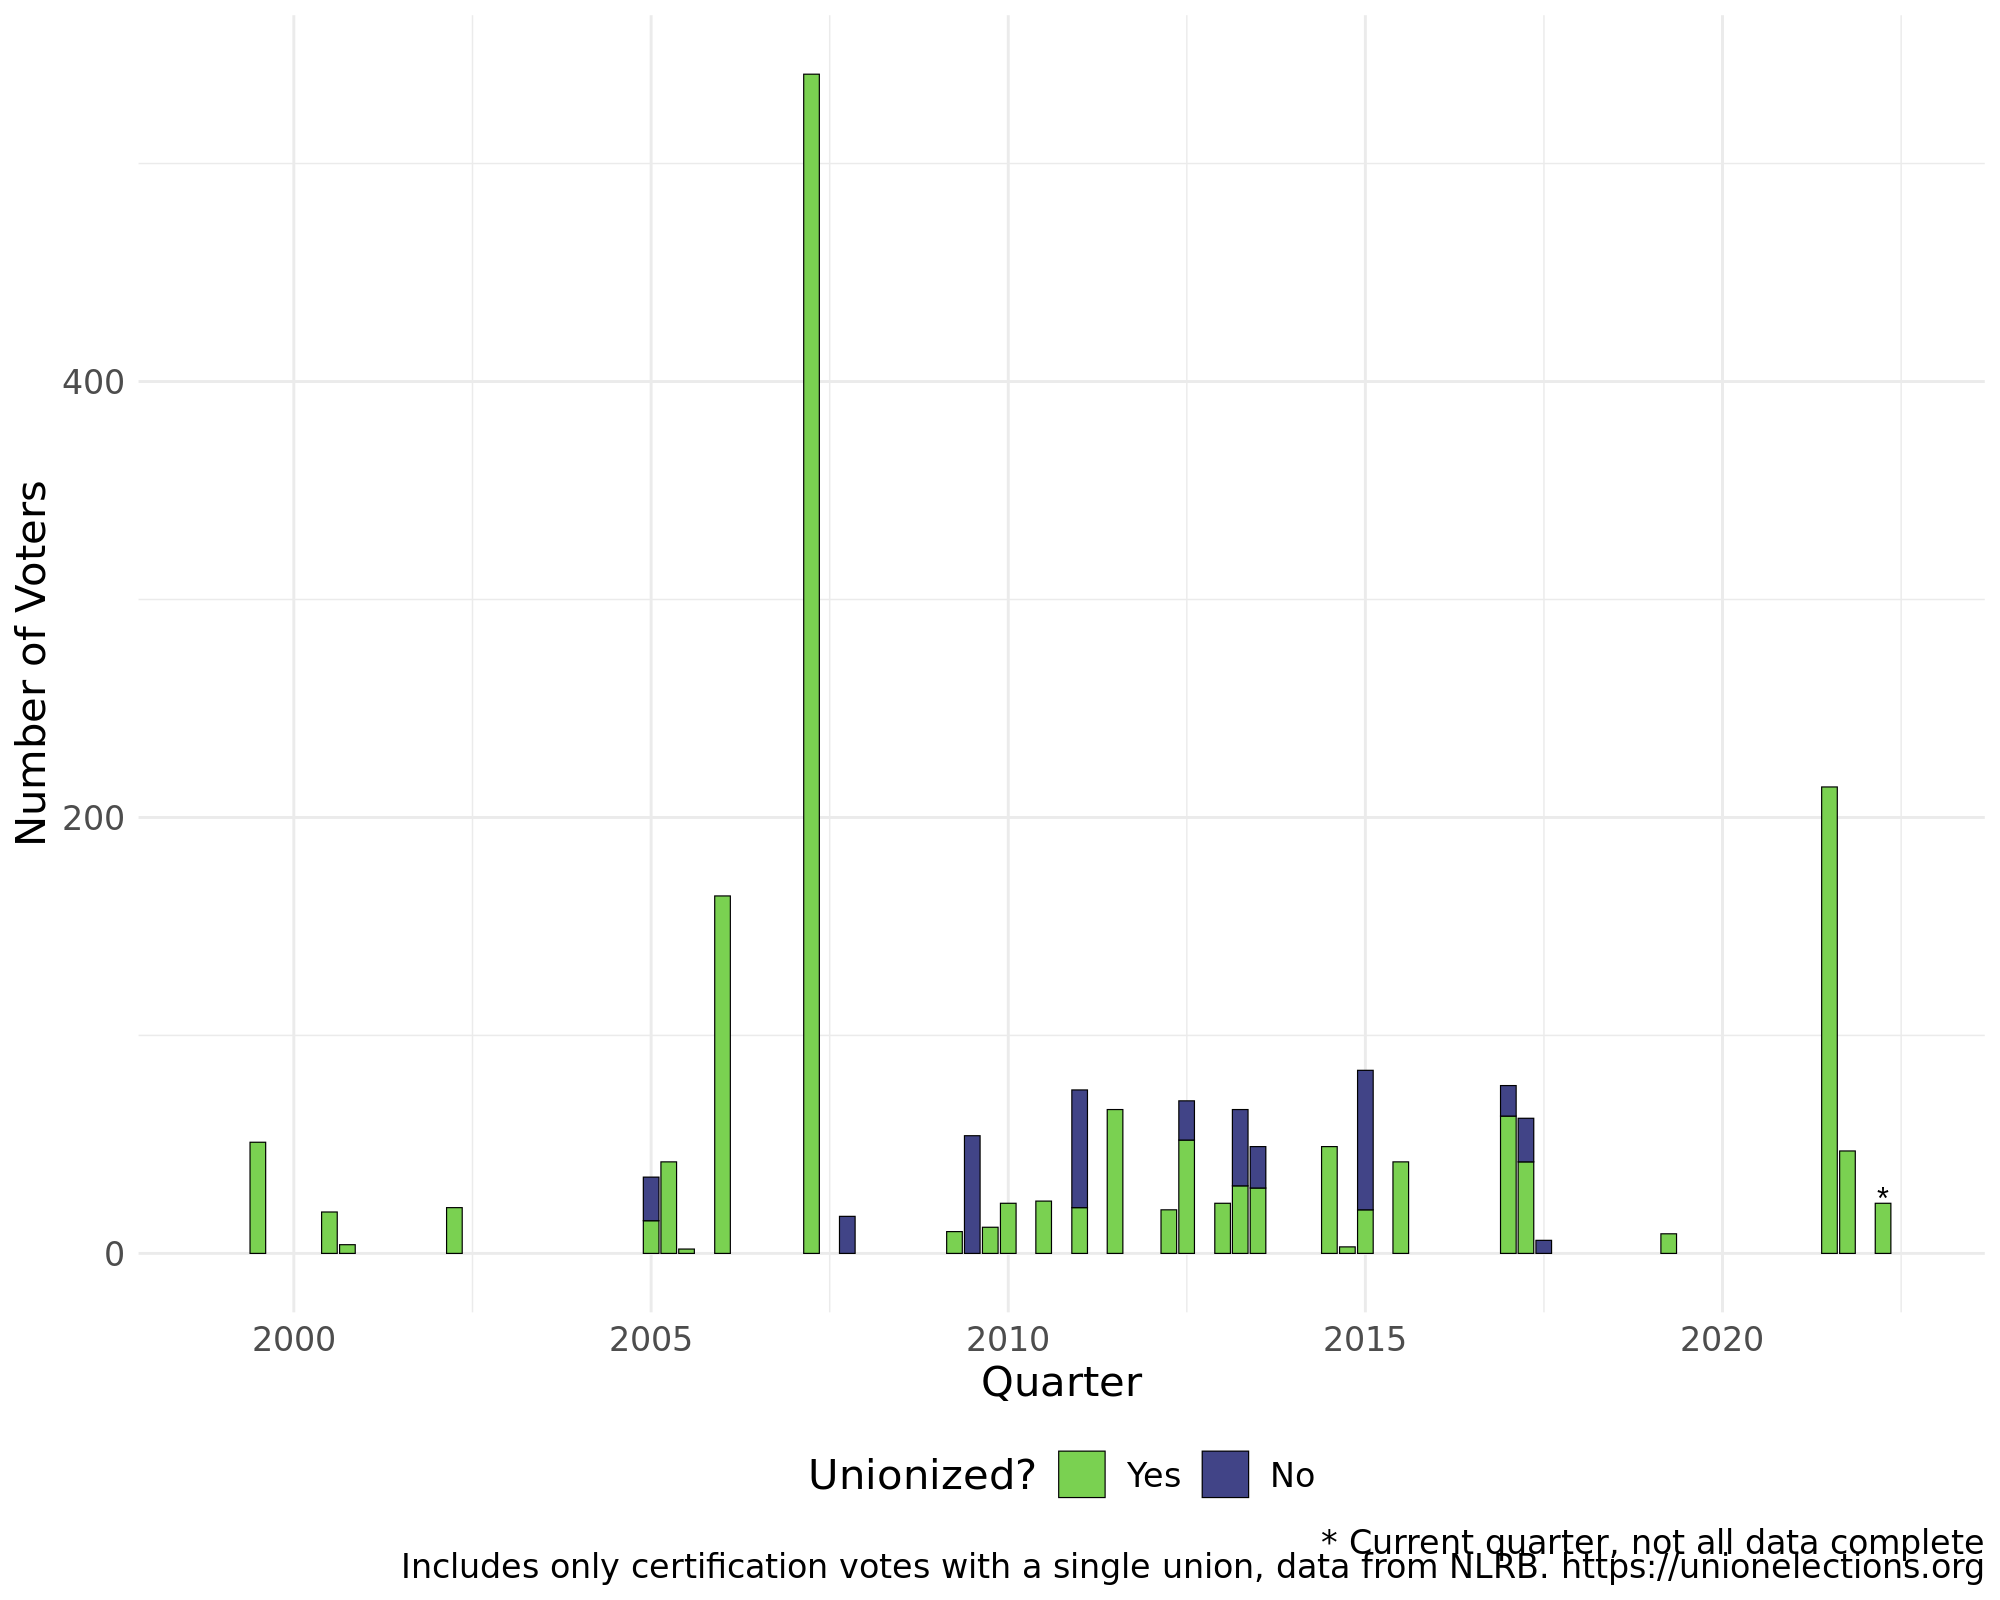 Number of Voters
400
200
0
*
2000 2005 2010 2015 2020
Quarter
Unionized? Yes No
* Current quarter, not all data complete
Includes only certification votes with a single union, data from NLRB. https://unionelections.org